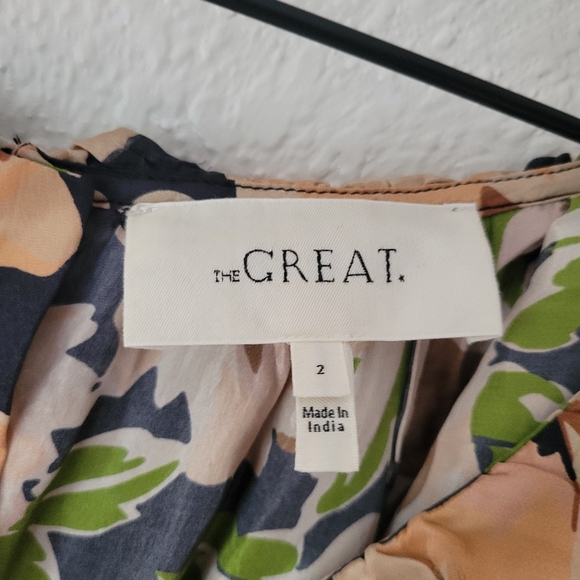 THE GREAT.
2
Made In
India